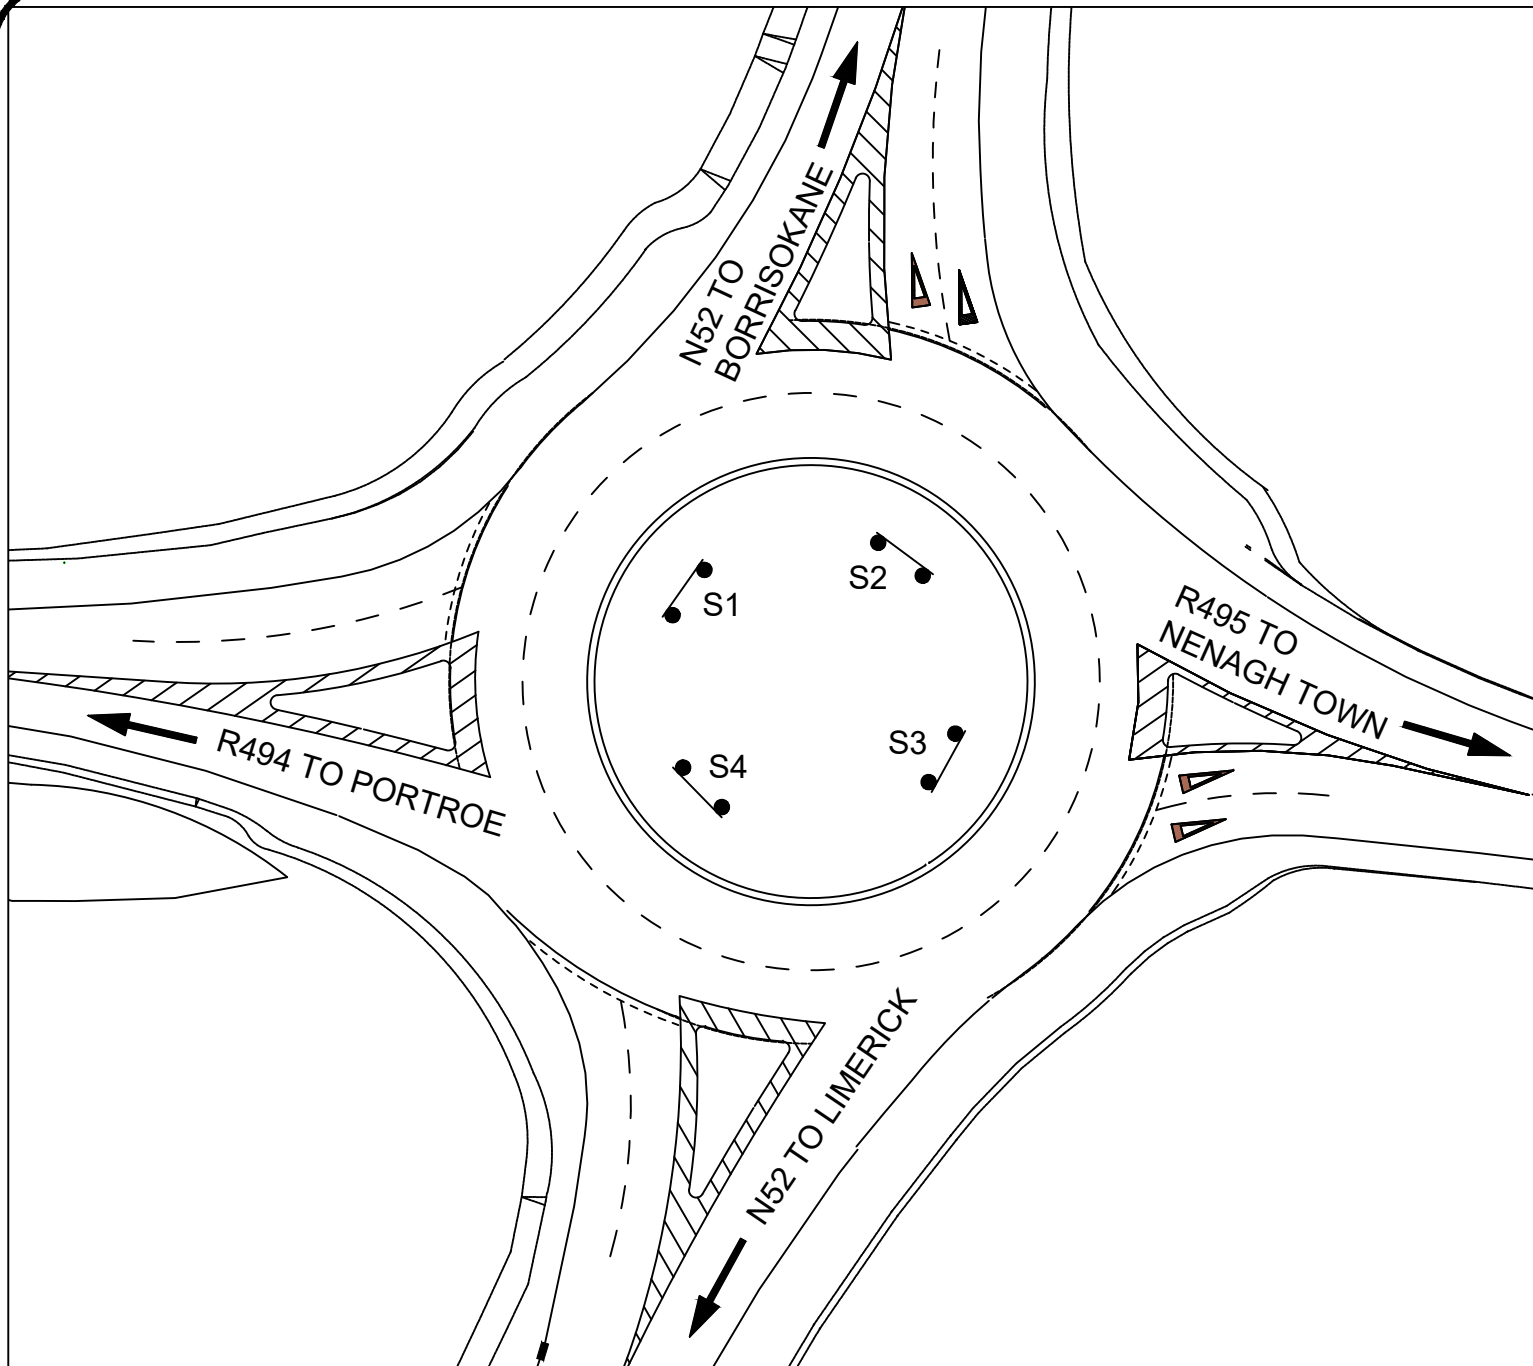 N52 TO
BORRISOKANE
S1
S2
R495 TO
NENAGH TOWN
R494 TO PORTROE
S3
S4
N52 TO LIMERICK